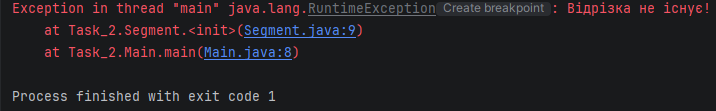 Exception in thread "main" java.lang.RuntimeException Create breakpoint : Відрізка не існує!
at Task_2.Segment.<init>(Segment.java:9)
at Task_2.Main.main(Main.java:8)
Process finished with exit code 1